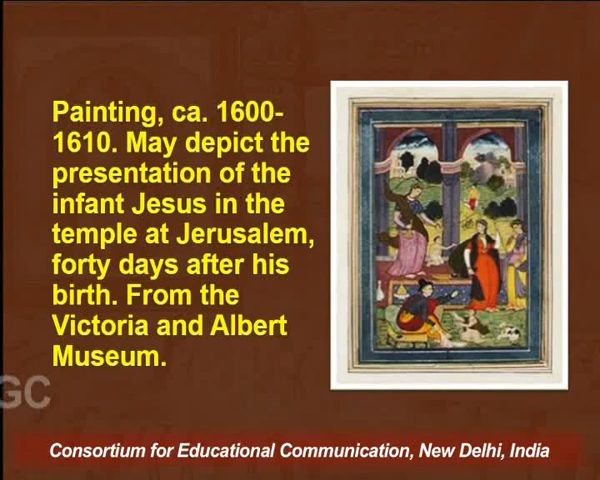 Painting, ca. 1600-
1610. May depict the
presentation of the
infant Jesus in the
temple at Jerusalem,
forty days after his
birth. From the
Victoria and Albert
Museum.
GC
Consortium for Educational Communication, New Delhi, India